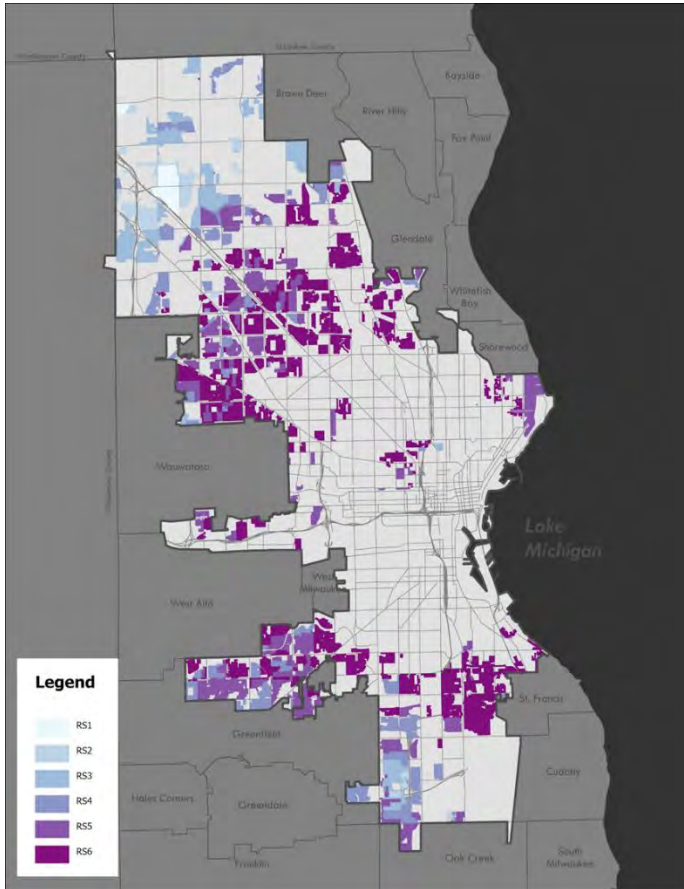 Bayside
Brown Deer
River Hills
Fox Point
Glendale
Whitefish
Bay
Shorewood
Wauwatosa
Lake
Michigan
West
Milwaukee
West Allis
Legend
RS1
RS2
RS3
RS4
RS5
RS6
St. Francis
Greenfield
Cudahy
Hales Corners
Greendale
Franklin
Oak Creek
South
Milwaukee